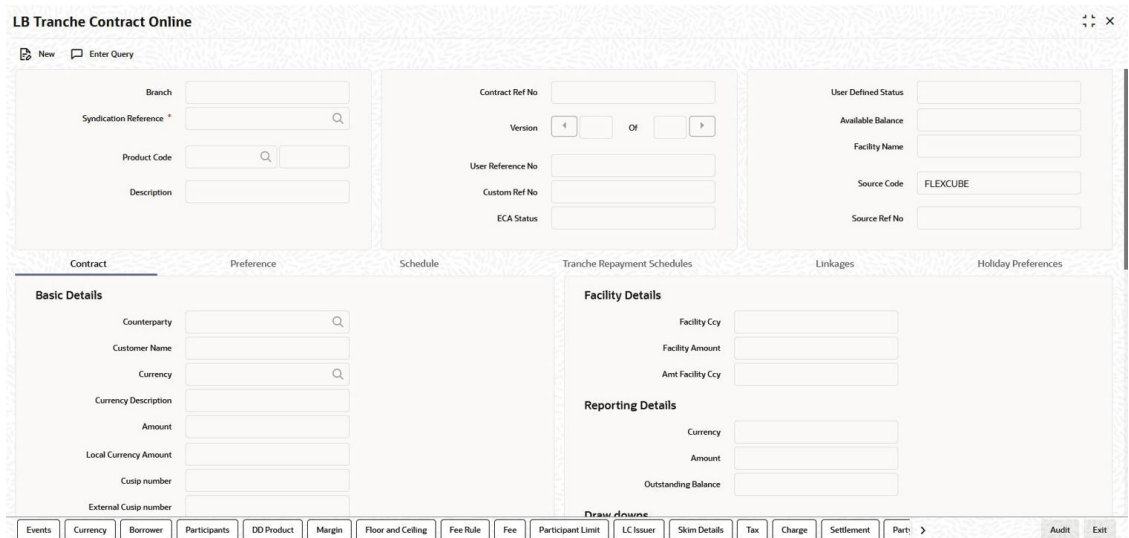 LB Tranche Contract Online
New Enter Query
Branch
Syndication Reference *
Product Code
Description
Contract Ref No
Version Of
User Reference No
Custom Ref No
ECA Status
User Defined Status
Available Balance
Facility Name
Source Code FLEXCUBE
Source Ref No
Contract Preference Schedule Tranche Repayment Schedules Linkages Holiday Preferences
Basic Details
Counterparty
Customer Name
Currency
Currency Description
Amount
Local Currency Amount
Cusip number
External Cusip number
Facility Details
Facility Ccy
Facility Amount
Amt Facility Ccy
Reporting Details
Currency
Amount
Outstanding Balance
Draw downs
Events Currency Borrower Participants DD Product Margin Floor and Ceiling Fee Rule Fee Participant Limit LC Issuer Skim Details Tax Charge Settlement Party Audit Exit